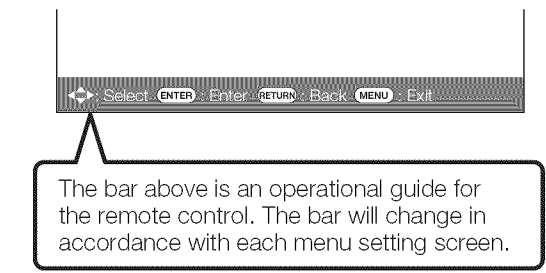 : Select ENTER : Enter RETURN : Back MENU : Exit
The bar above is an operational guide for
the remote control. The bar will change in
accordance with each menu setting screen.